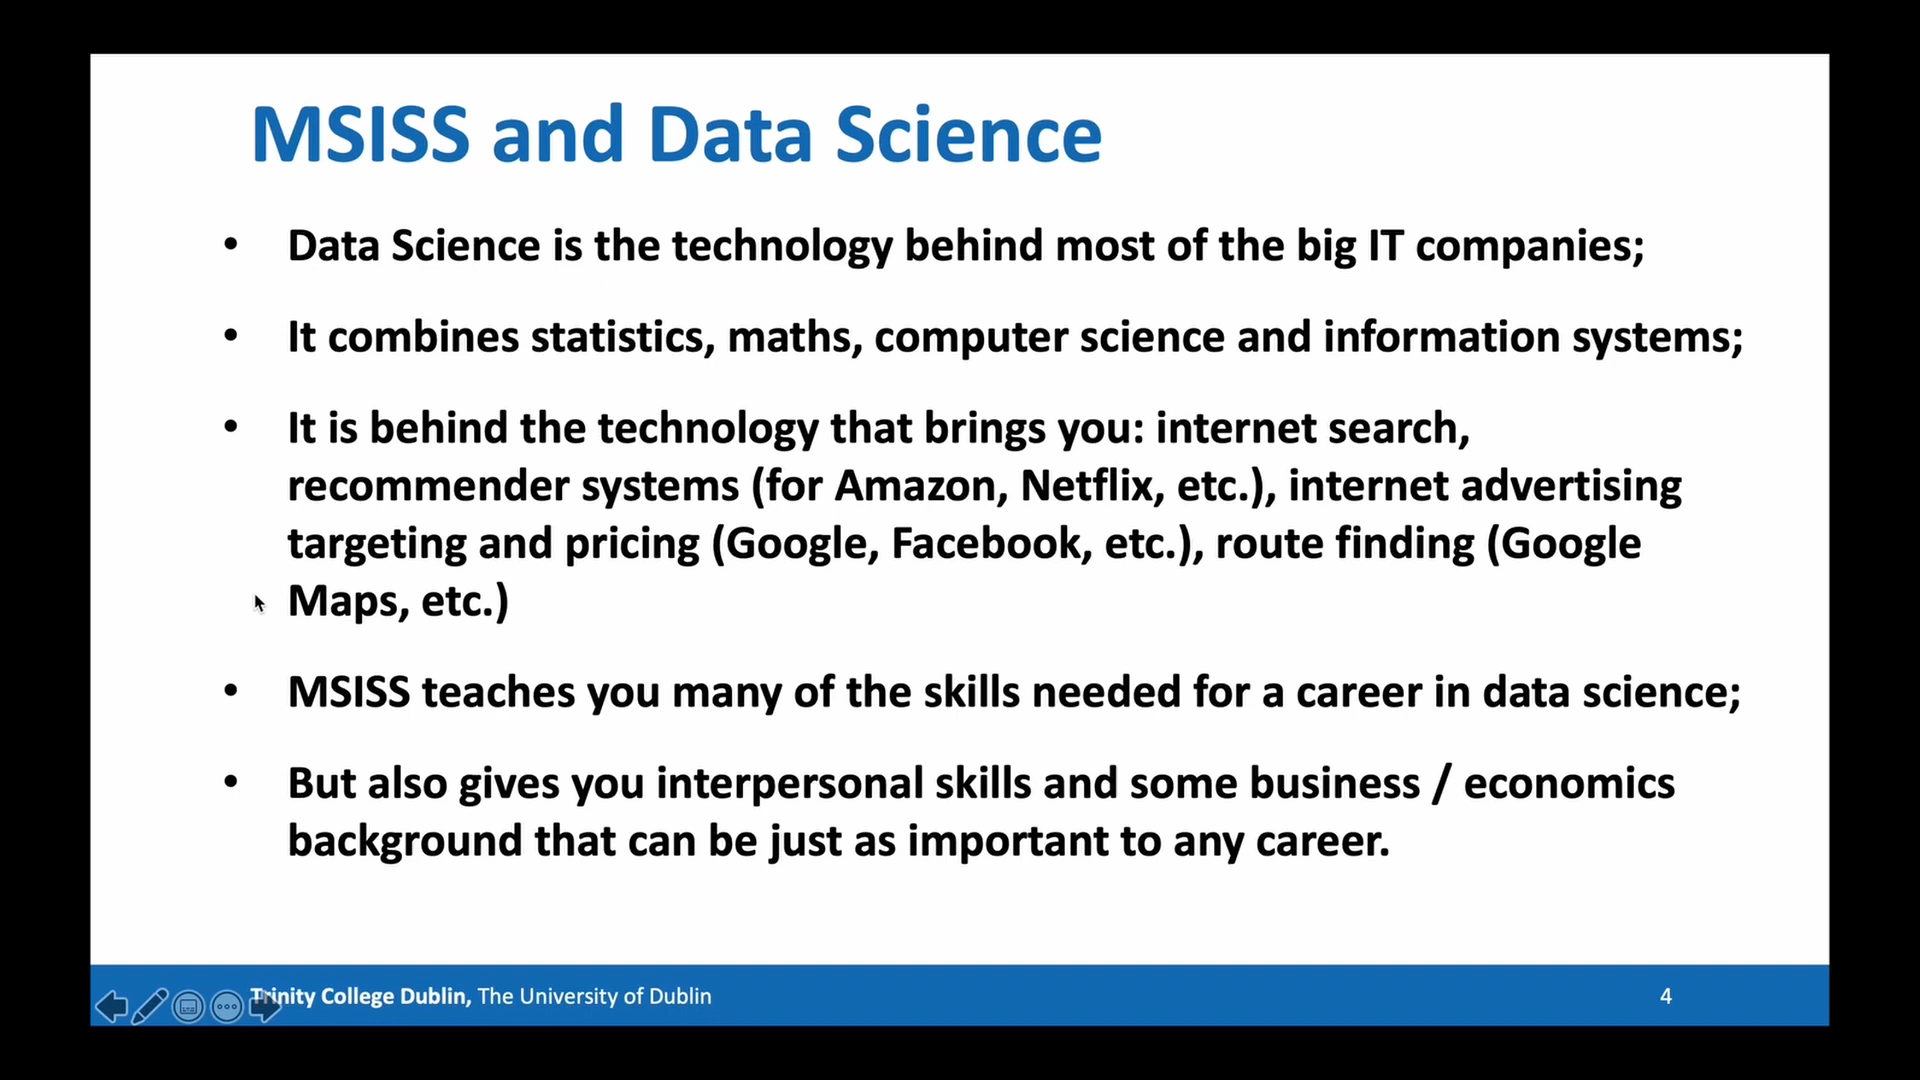 MSISS and Data Science
• Data Science is the technology behind most of the big IT companies;
• It combines statistics, maths, computer science and information systems;
• It is behind the technology that brings you: internet search,
recommender systems (for Amazon, Netflix, etc.), internet advertising
targeting and pricing (Google, Facebook, etc.), route finding (Google
Maps, etc.)
• MSISS teaches you many of the skills needed for a career in data science;
• But also gives you interpersonal skills and some business / economics
background that can be just as important to any career.
Trinity College Dublin, The University of Dublin
4